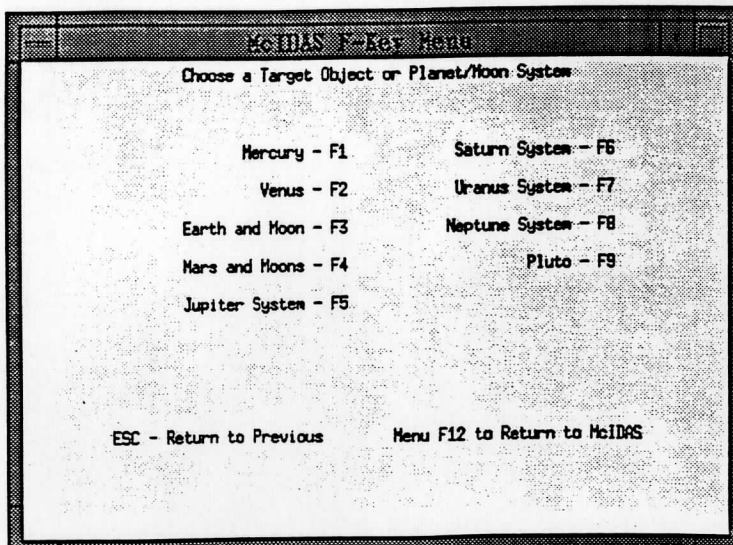 McIDAS F-Key Menu
Choose a Target Object or Planet/Moon System
Mercury - F1
Venus - F2
Earth and Moon - F3
Mars and Moons - F4
Jupiter System - F5
Saturn System - F6
Uranus System - F7
Neptune System - F8
Pluto - F9
ESC - Return to Previous
Menu F12 to Return to McIDAS